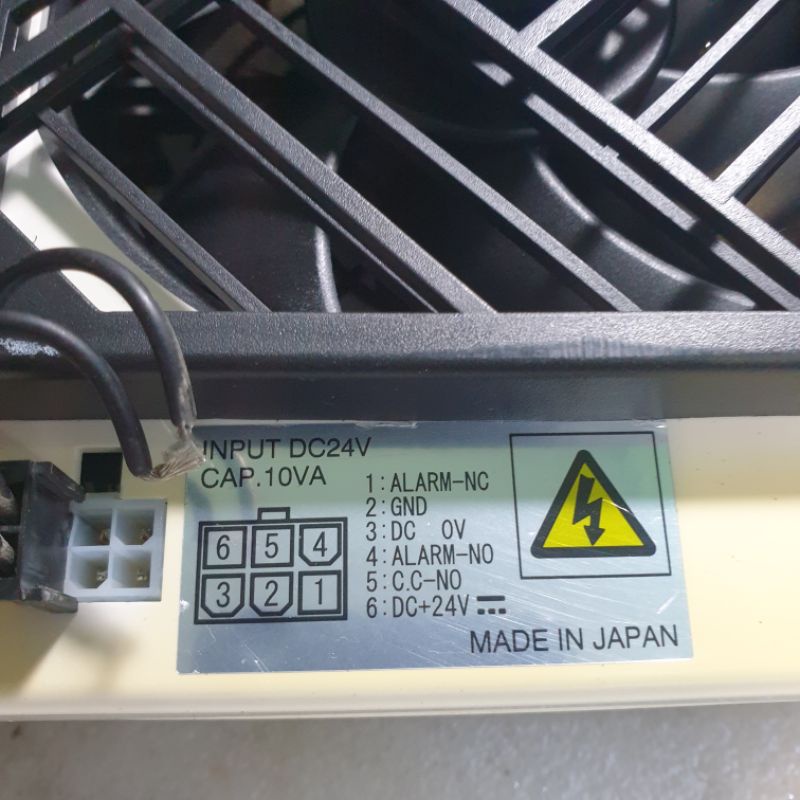 INPUT DC24V
CAP.10VA
1:ALARM-NC
2:GND
3:DC 0V
4:ALARM-NO
5:C.C-NO
6:DC+24V
6 5 4
3 2 1
MADE IN JAPAN